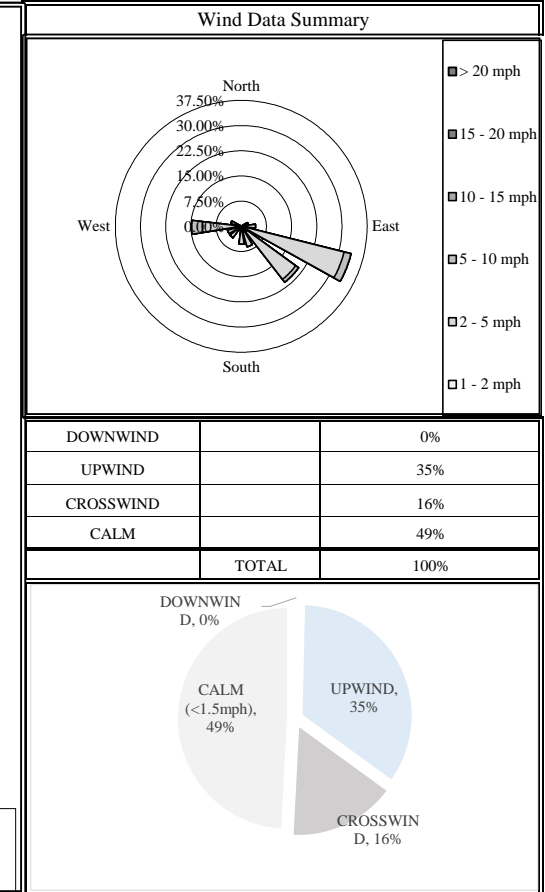 Wind Data Summary
North
37.50%
30.00%
22.50%
15.00%
7.50%
0.00%
West
East
South
> 20 mph
15 - 20 mph
10 - 15 mph
5 - 10 mph
2 - 5 mph
1 - 2 mph
DOWNWIND 0%
UPWIND 35%
CROSSWIND 16%
CALM 49%
TOTAL 100%
DOWNWIN
D, 0%
CALM
(<1.5mph),
49%
UPWIND,
35%
CROSSWIN
D, 16%